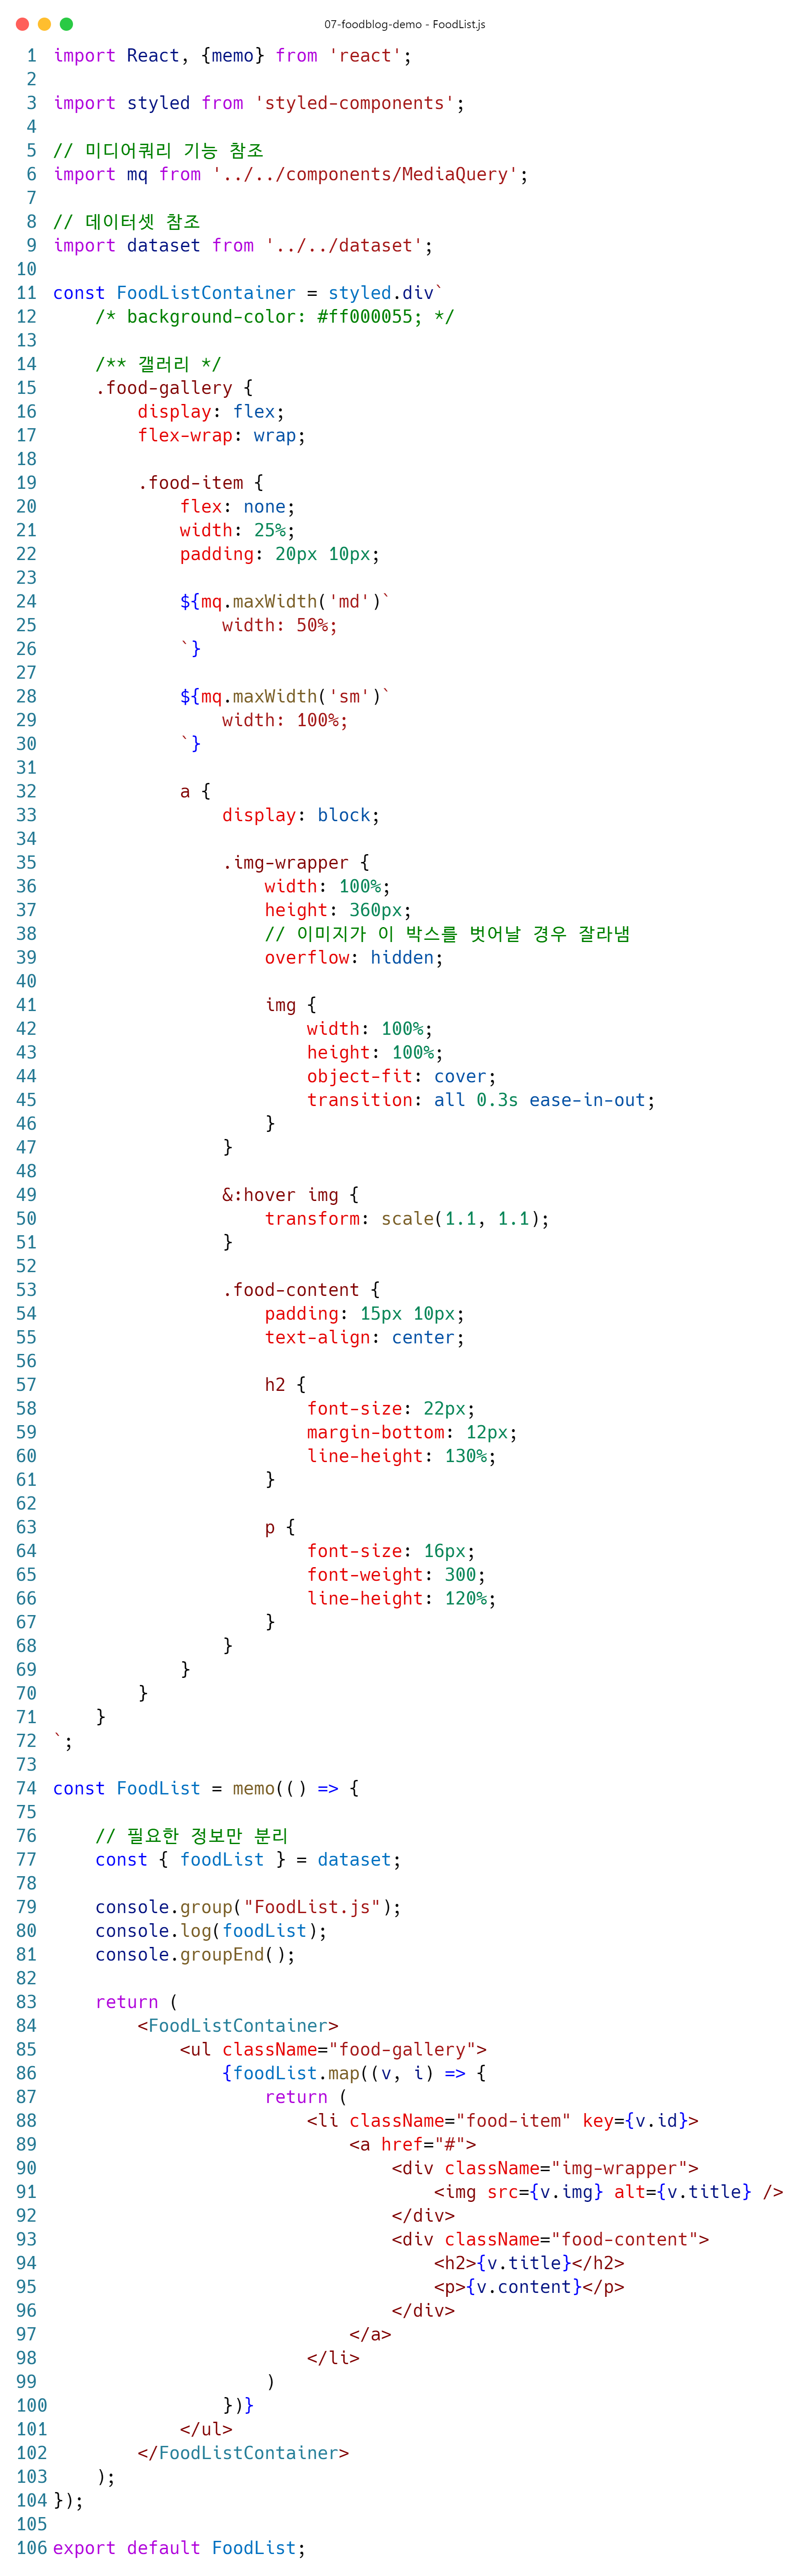 07-foodblog-demo - FoodList.js
1 import React, {memo} from 'react';
2
3 import styled from 'styled-components';
4
5 // 미디어쿼리 기능 참조
6 import mq from '../../components/MediaQuery';
7
8 // 데이터셋 참조
9 import dataset from '../../dataset';
10
11 const FoodListContainer = styled.div`
12     /* background-color: #ff000055; */
13
14     /** 갤러리 */
15     .food-gallery {
16         display: flex;
17         flex-wrap: wrap;
18
19         .food-item {
20             flex: none;
21             width: 25%;
22             padding: 20px 10px;
23
24             ${mq.maxWidth('md')`
25                 width: 50%;
26             `}
27
28             ${mq.maxWidth('sm')`
29                 width: 100%;
30             `}
31
32             a {
33                 display: block;
34
35                 .img-wrapper {
36                     width: 100%;
37                     height: 360px;
38                     // 이미지가 이 박스를 벗어날 경우 잘라냄
39                     overflow: hidden;
40
41                     img {
42                         width: 100%;
43                         height: 100%;
44                         object-fit: cover;
45                         transition: all 0.3s ease-in-out;
46                     }
47                 }
48
49                 &:hover img {
50                     transform: scale(1.1, 1.1);
51                 }
52
53                 .food-content {
54                     padding: 15px 10px;
55                     text-align: center;
56
57                     h2 {
58                         font-size: 22px;
59                         margin-bottom: 12px;
60                         line-height: 130%;
61                     }
62
63                     p {
64                         font-size: 16px;
65                         font-weight: 300;
66                         line-height: 120%;
67                     }
68                 }
69             }
70         }
71     }
72 `;
73
74 const FoodList = memo(() => {
75
76     // 필요한 정보만 분리
77     const { foodList } = dataset;
78
79     console.group("FoodList.js");
80     console.log(foodList);
81     console.groupEnd();
82
83     return (
84         <FoodListContainer>
85             <ul className="food-gallery">
86                 {foodList.map((v, i) => {
87                     return (
88                         <li className="food-item" key={v.id}>
89                             <a href="#">
90                                 <div className="img-wrapper">
91                                     <img src={v.img} alt={v.title} />
92                                 </div>
93                                 <div className="food-content">
94                                     <h2>{v.title}</h2>
95                                     <p>{v.content}</p>
96                                 </div>
97                             </a>
98                         </li>
99                     )
100                 })}
101             </ul>
102         </FoodListContainer>
103     );
104 });
105
106 export default FoodList;